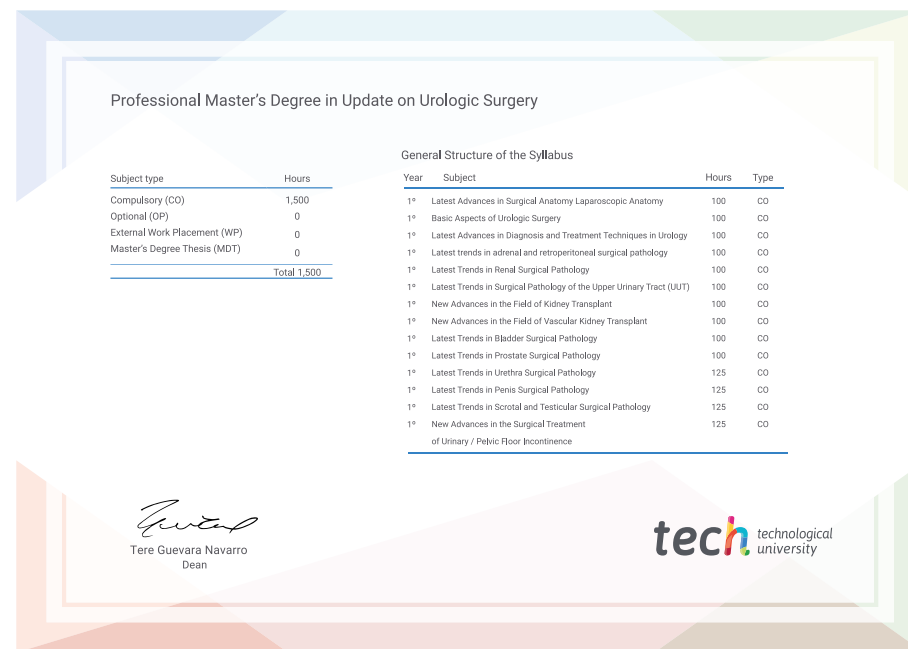 Professional Master's Degree in Update on Urologic Surgery
Subject type Hours
Compulsory (CO) 1,500
Optional (OP) 0
External Work Placement (WP) 0
Master's Degree Thesis (MDT) 0
Total 1,500
General Structure of the Syllabus
Year Subject Hours Type
1º Latest Advances in Surgical Anatomy Laparoscopic Anatomy 100 CO
1º Basic Aspects of Urologic Surgery 100 CO
1º Latest Advances in Diagnosis and Treatment Techniques in Urology 100 CO
1º Latest trends in adrenal and retroperitoneal surgical pathology 100 CO
1º Latest Trends in Renal Surgical Pathology 100 CO
1º Latest Trends in Surgical Pathology of the Upper Urinary Tract (UUT) 100 CO
1º New Advances in the Field of Kidney Transplant 100 CO
1º New Advances in the Field of Vascular Kidney Transplant 100 CO
1º Latest Trends in Bladder Surgical Pathology 100 CO
1º Latest Trends in Prostate Surgical Pathology 100 CO
1º Latest Trends in Urethra Surgical Pathology 125 CO
1º Latest Trends in Penis Surgical Pathology 125 CO
1º Latest Trends in Scrotal and Testicular Surgical Pathology 125 CO
1º New Advances in the Surgical Treatment 125 CO
of Urinary / Pelvic Floor Incontinence
Tere Guevara Navarro
Dean
tech technological
university